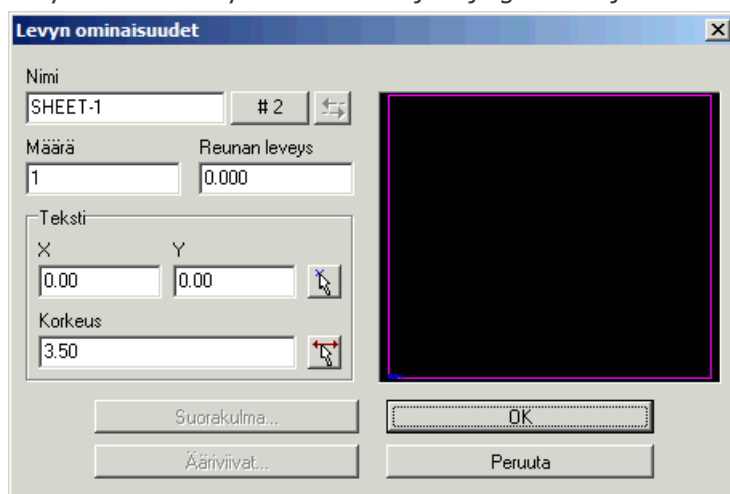 Levyn ominaisuudet
Nimi
SHEET-1
# 2
Määrä
Reunan leveys
1
0.000
Teksti
X
Y
0.00
0.00
Korkeus
3.50
Suorakulma...
OK
Ääriviivat...
Peruuta